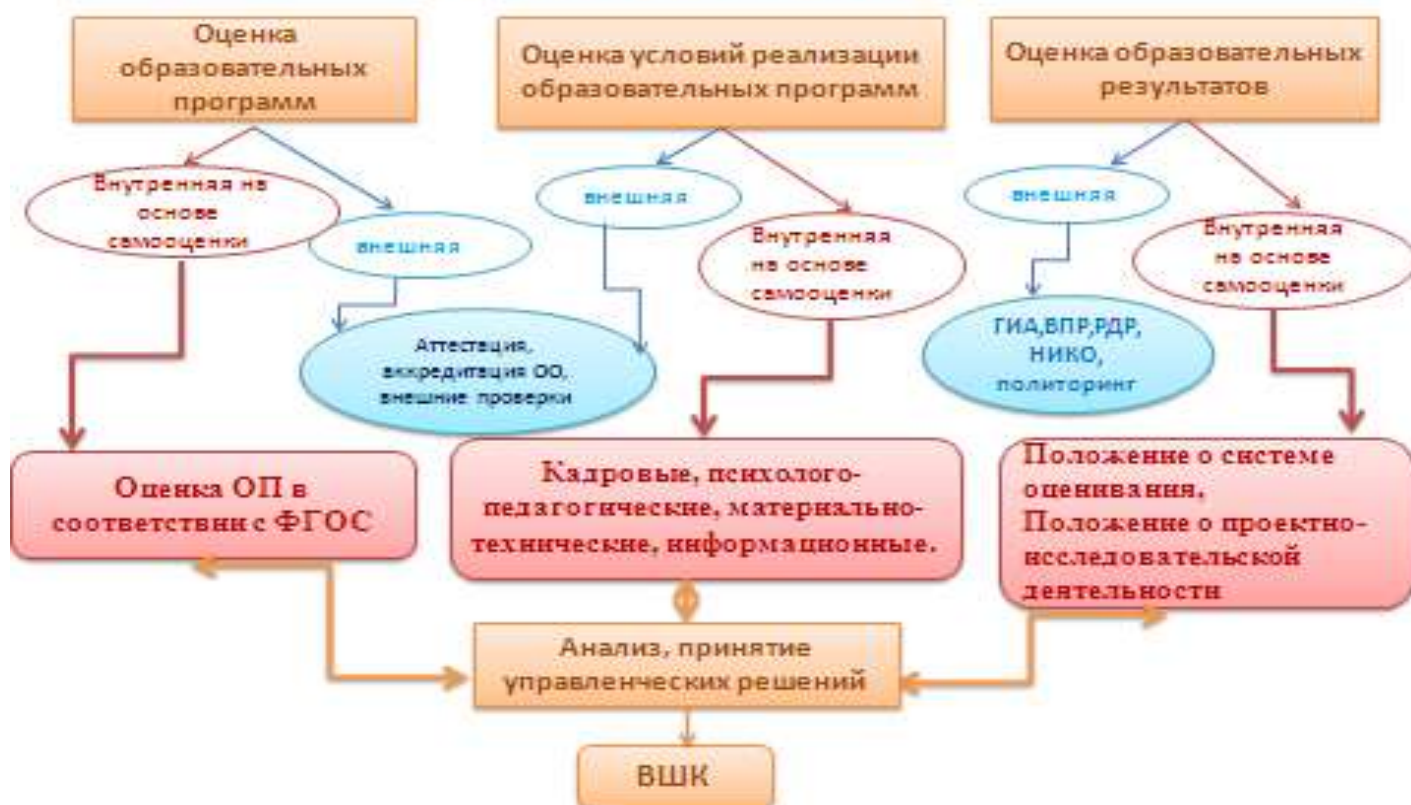 Оценка
образовательных
программ
Оценка условий реализации
образовательных программ
Оценка образовательных
результатов
Внутренняя на
основе
самооценки
внешняя
внешняя
Внутренняя
на основе
самооценки
внешняя
Внутренняя
на основе
самооценки
Аттестация,
аккредитация ОО,
внешние проверки
ГИА,ВПР,РДР,
НИКО,
политоринг
Оценка ОП в
соответствии с ФГОС
Кадровые, психолого-
педагогические, материально-
технические, информационные.
Положение о системе
оценивания,
Положение о проектно-
исследовательской
деятельности
Анализ, принятие
управленческих решений
ВШК